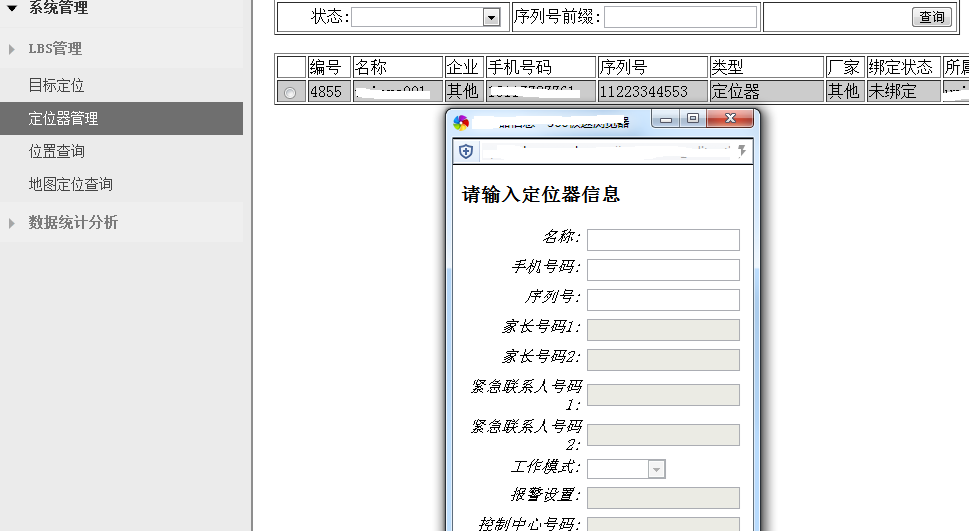 系统管理
LBS管理
目标定位
定位器管理
位置查询
地图定位查询
数据统计分析
状态: 序列号前缀: 查询
编号 名称 企业 手机号码 序列号 类型 厂家 绑定状态 所属
4855 其他 11223344553 定位器 其他 未绑定
请输入定位器信息
名称:
手机号码:
序列号:
家长号码1:
家长号码2:
紧急联系人号码
1:
紧急联系人号码
2:
工作模式:
报警设置:
控制中心号码: